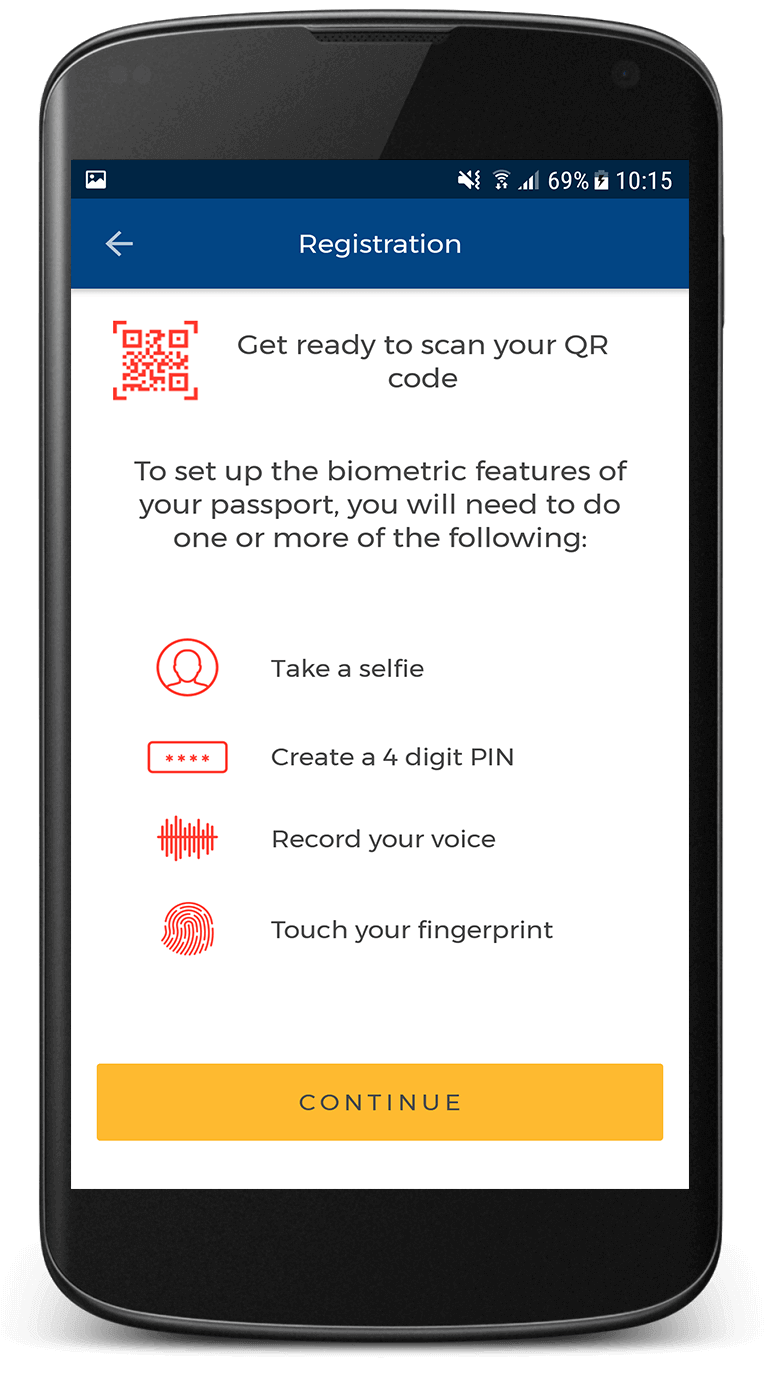 69% 10:15
Registration
Get ready to scan your QR
code
To set up the biometric features of
your passport, you will need to do
one or more of the following:
Take a selfie
****
Create a 4 digit PIN
Record your voice
Touch your fingerprint
CONTINUE